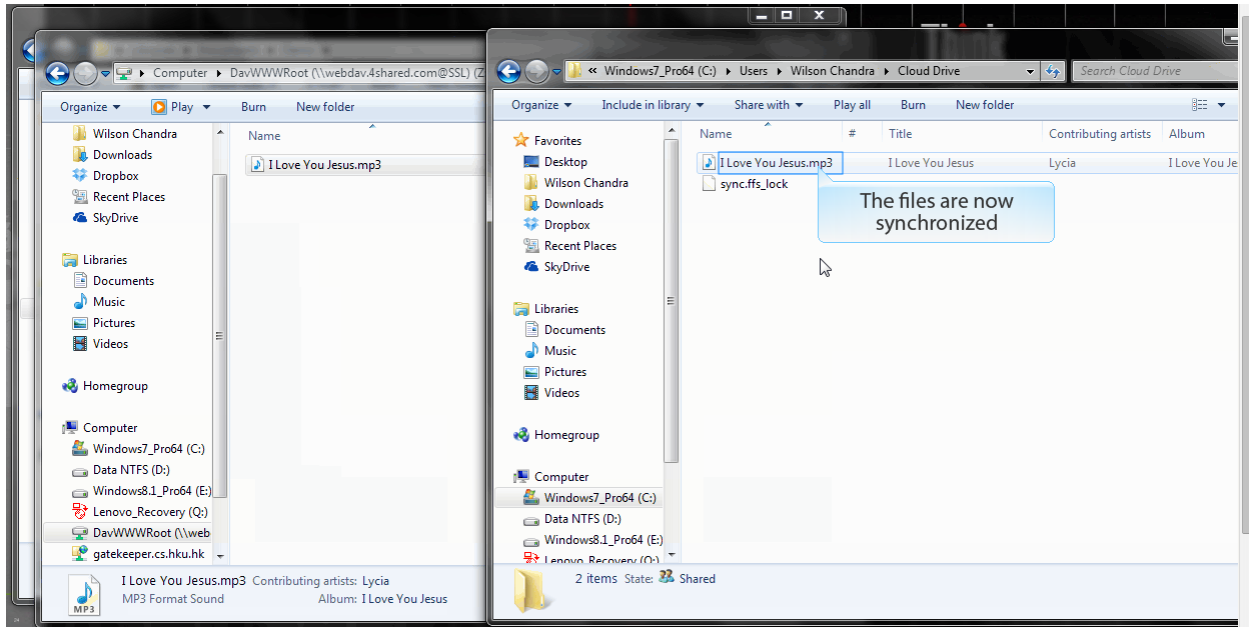 Think
Computer DavWWWRoot (\\webdav.4shared.com@SSL) (Z
Organize Play Burn New folder
Wilson Chandra
Downloads
Dropbox
Recent Places
SkyDrive
Libraries
Documents
Music
Pictures
Videos
Homegroup
Computer
Windows7_Pro64 (C:)
Data NTFS (D:)
Windows8.1_Pro64 (E:)
Lenovo_Recovery (Q:)
DavWWWRoot (\\web
gatekeeper.cs.hku.hk
Name
I Love You Jesus.mp3
I Love You Jesus.mp3 Contributing artists: Lycia
MP3 Format Sound Album: I Love You Jesus
MP3
« Windows7_Pro64 (C:) Users Wilson Chandra Cloud Drive Search Cloud Drive
Organize Include in library Share with Play all Burn New folder
Favorites
Desktop
Wilson Chandra
Downloads
Dropbox
Recent Places
SkyDrive
Libraries
Documents
Music
Pictures
Videos
Homegroup
Computer
Windows7_Pro64 (C:)
Data NTFS (D:)
Windows8.1_Pro64 (E:)
Lenovo_Recovery (Q:)
Name # Title Contributing artists Album
I Love You Jesus.mp3 I Love You Jesus Lycia I Love You Je
sync.ffs_lock
The files are now
synchronized
2 items State: Shared